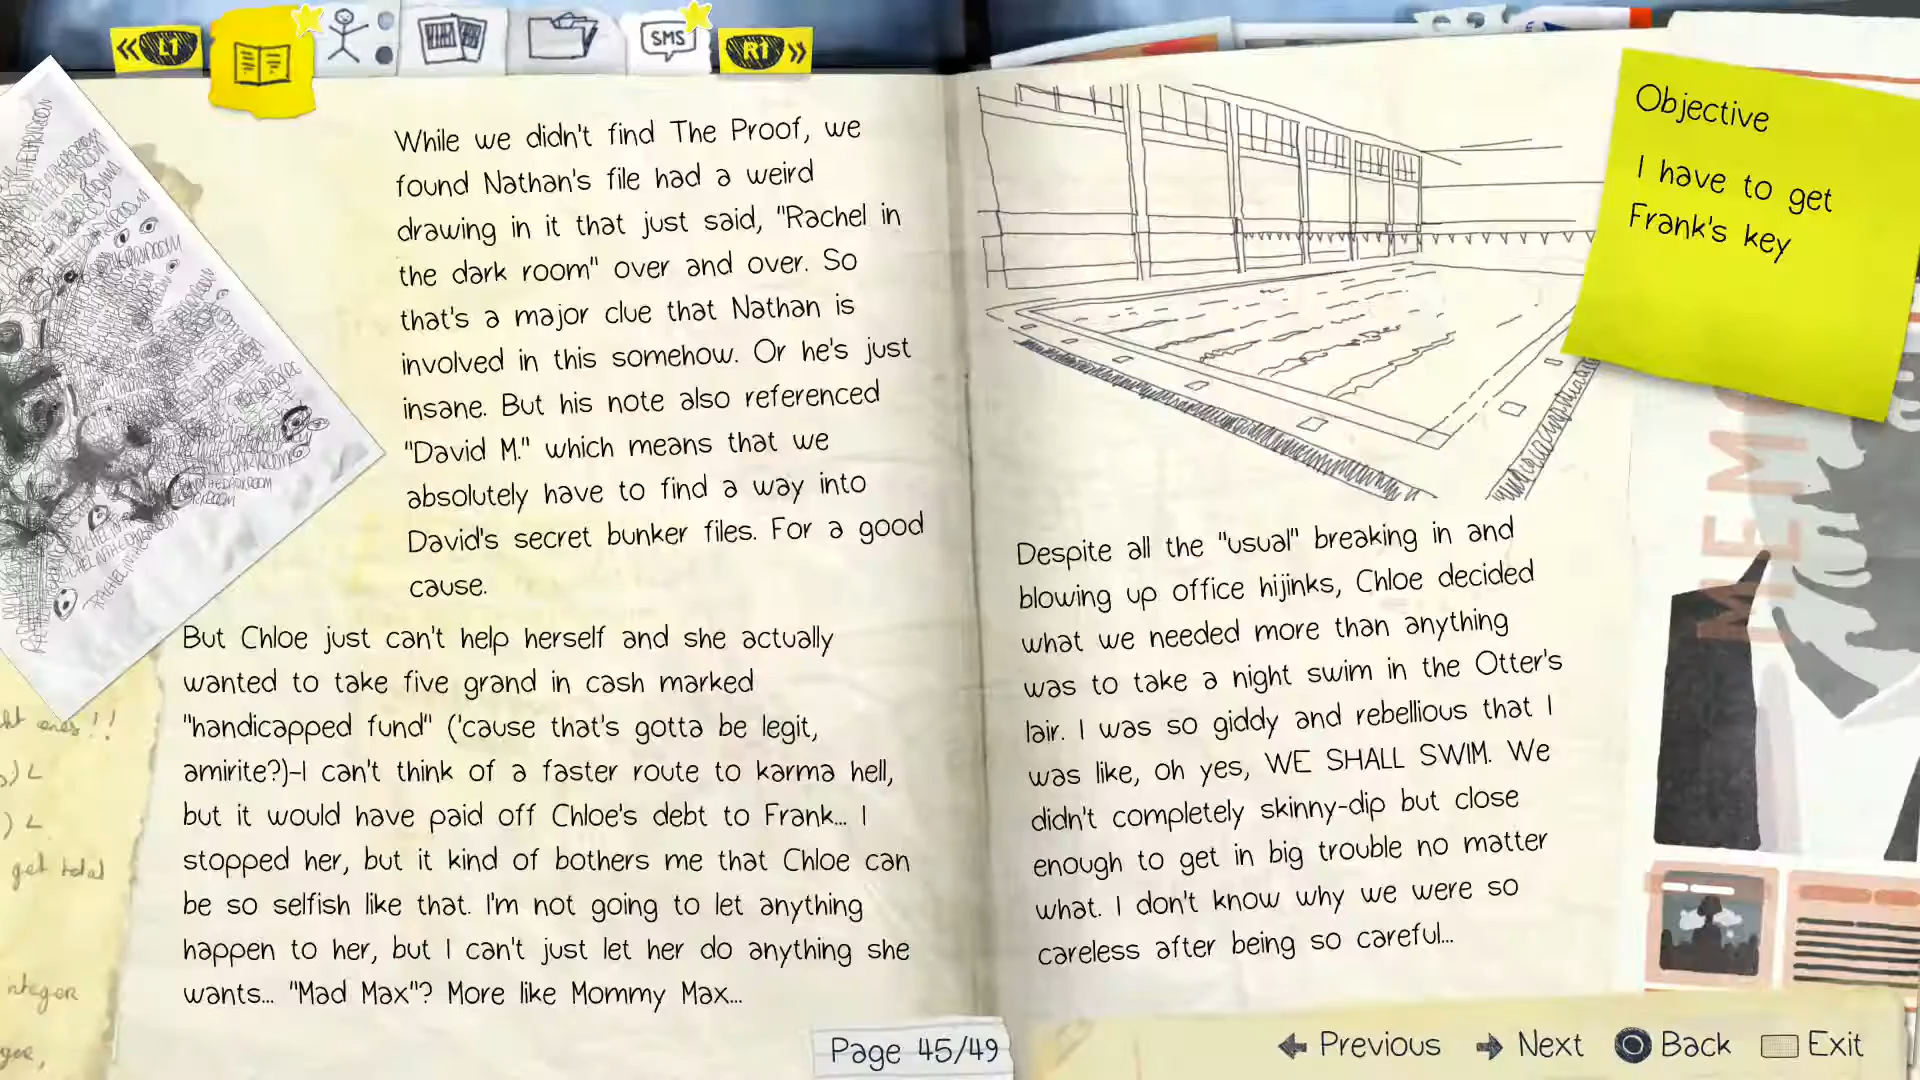 L1
SMS
R1
While we didn't find The Proof, we
found Nathan's file had a weird
drawing in it that just said, "Rachel in
the dark room" over and over. So
that's a major clue that Nathan is
involved in this somehow. Or he's just
insane. But his note also referenced
"David M." which means that we
absolutely have to find a way into
David's secret bunker files. For a good
cause.
But Chloe just can't help herself and she actually
wanted to take five grand in cash marked
"handicapped fund" ('cause that's gotta be legit,
amirite?)-I can't think of a faster route to karma hell,
but it would have paid off Chloe's debt to Frank... I
stopped her, but it kind of bothers me that Chloe can
be so selfish like that. I'm not going to let anything
happen to her, but I can't just let her do anything she
wants... "Mad Max"? More like Mommy Max...
Despite all the "usual" breaking in and
blowing up office hijinks, Chloe decided
what we needed more than anything
was to take a night swim in the Otter's
lair. I was so giddy and rebellious that I
was like, oh yes, WE SHALL SWIM. We
didn't completely skinny-dip but close
enough to get in big trouble no matter
what. I don't know why we were so
careless after being so careful...
Objective
I have to get
Frank's key
get total
integer
Page 45/49
Previous
Next
Back
Exit